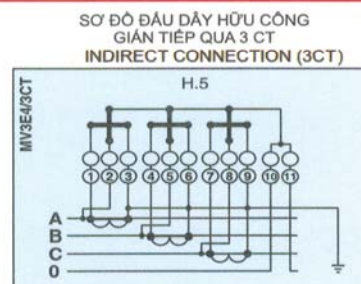 SƠ ĐỒ ĐẤU DÂY HỮU CÔNG
GIÁN TIẾP QUA 3 CT
INDIRECT CONNECTION (3CT)
H.5
MV3E4/3CT
1 2 3 4 5 6 7 8 9 10 11
A
B
C
0